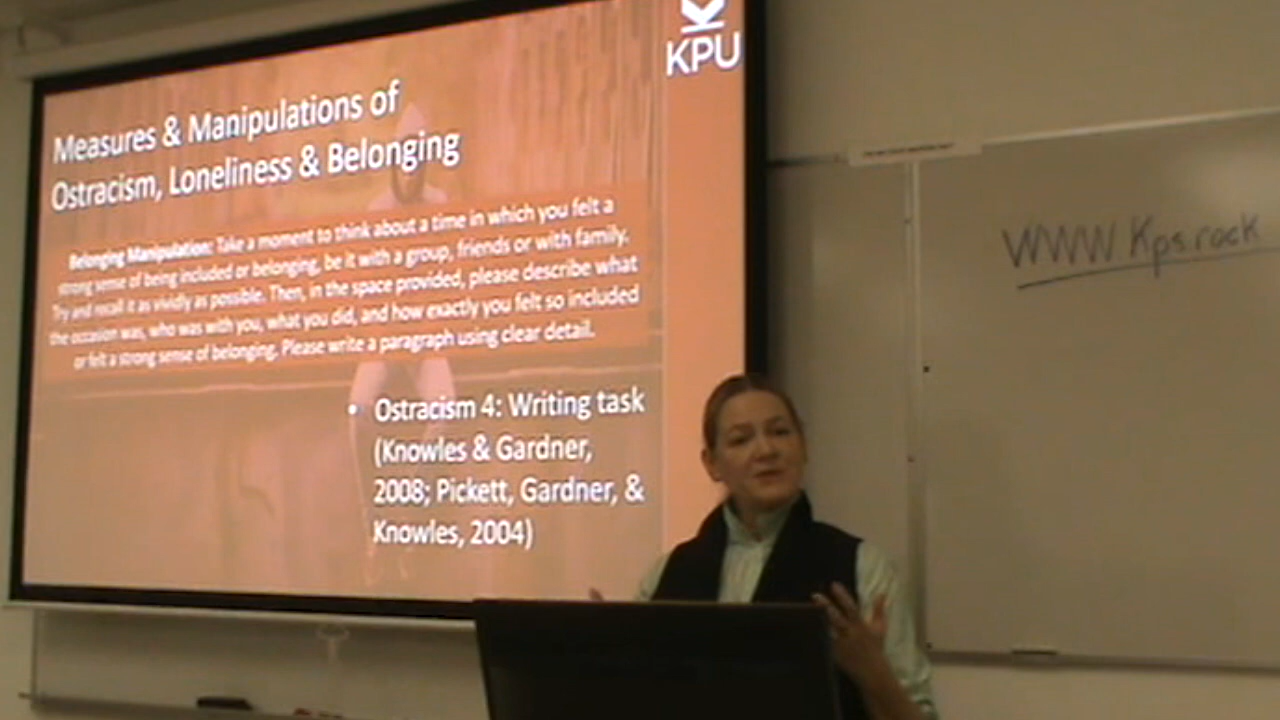 KPU
Measures & Manipulations of
Ostracism, Loneliness & Belonging
Belonging Manipulation: Take a moment to think about a time in which you felt a
strong sense of being included or belonging, be it with a group, friends or with family.
Try and recall it as vividly as possible. Then, in the space provided, please describe what
the occasion was, who was with you, what you did, and how exactly you felt so included
or felt a strong sense of belonging. Please write a paragraph using clear detail.
• Ostracism 4: Writing task
(Knowles & Gardner,
2008; Pickett, Gardner, &
Knowles, 2004)
WWW Kps.rock